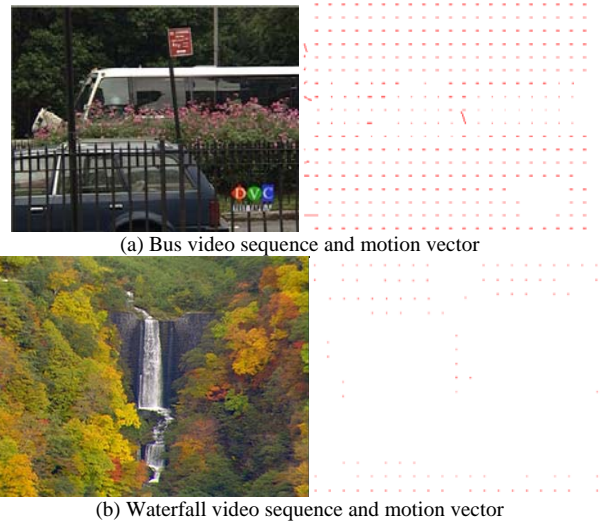 DVC
(a) Bus video sequence and motion vector
(b) Waterfall video sequence and motion vector